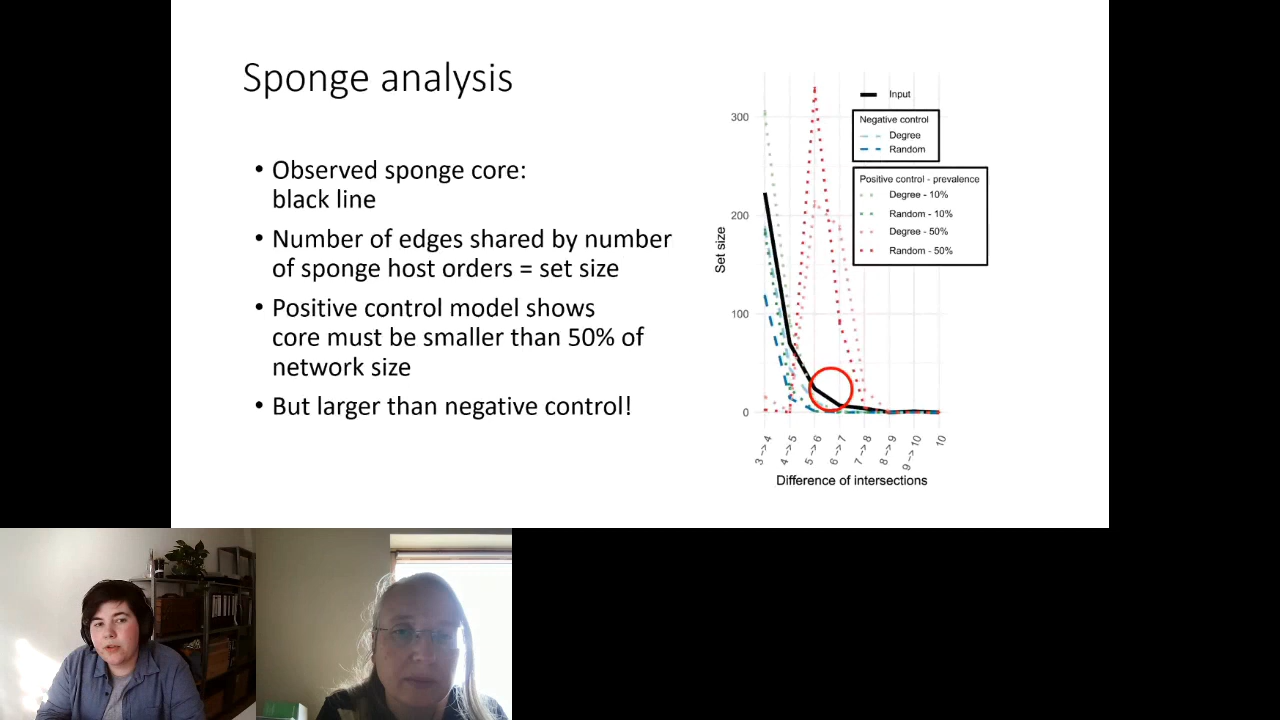 Sponge analysis
• Observed sponge core:
black line
• Number of edges shared by number
of sponge host orders = set size
• Positive control model shows
core must be smaller than 50% of
network size
• But larger than negative control!
Input
Negative control
Degree
Random
Positive control - prevalence
Degree - 10%
Random - 10%
Degree - 50%
Random - 50%
300
200
100
0
Set size
3 --> 4
4 --> 5
5 --> 6
6 --> 7
7 --> 8
8 --> 9
9 --> 10
10
Difference of intersections